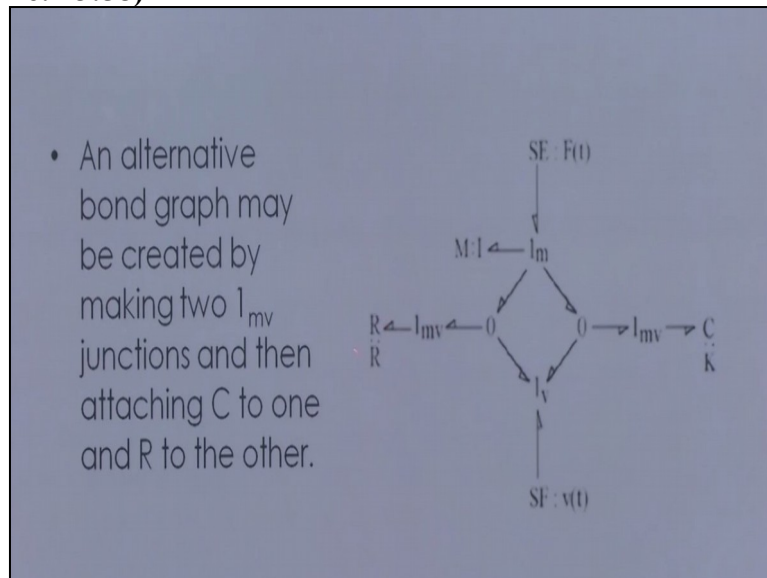 • An alternative
bond graph may
be created by
making two 1mv
junctions and then
attaching C to one
and R to the other.
SE : F(t)
M:I 1m
R 1mv 0 0 1mv C
R K
1v
SF : v(t)